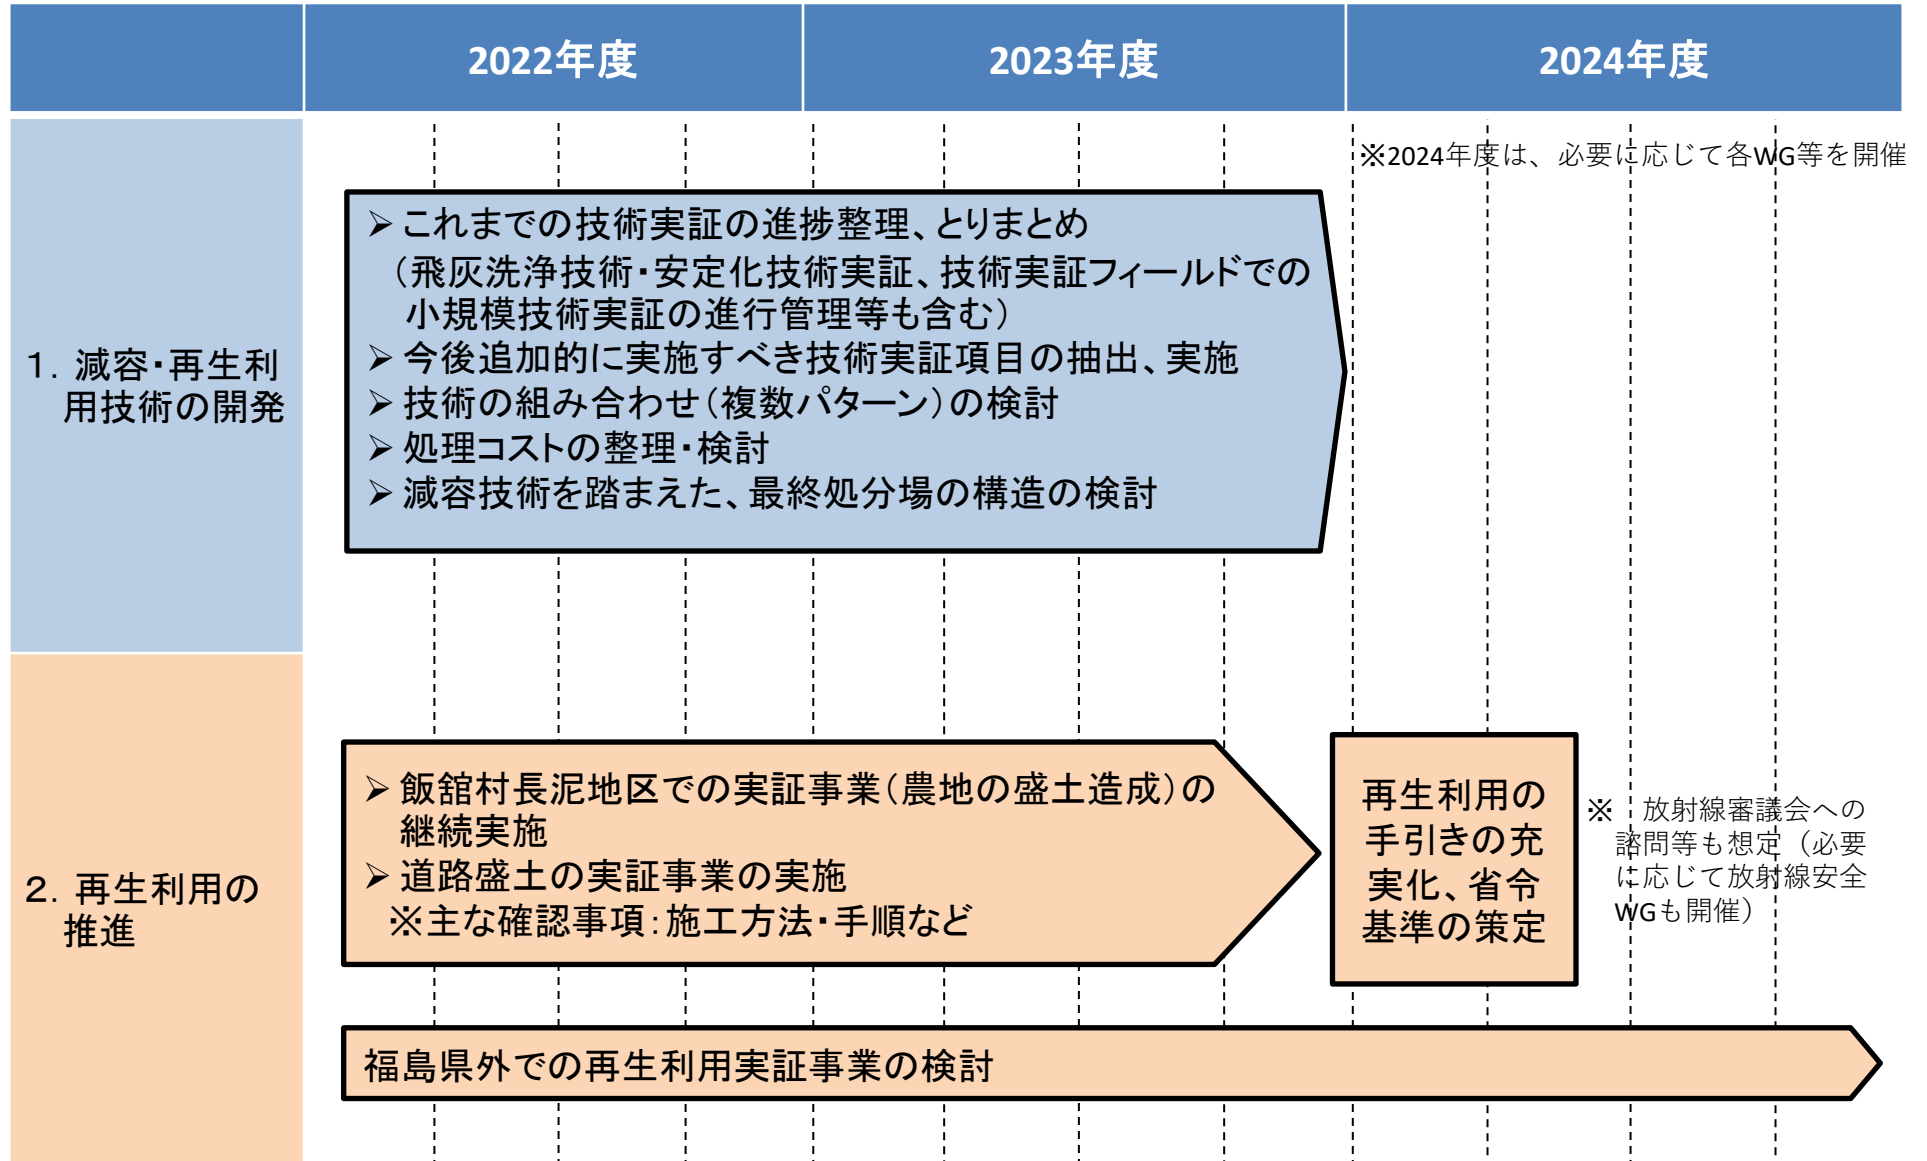 2022年度
2023年度
2024年度
※2024年度は、必要に応じて各WG等を開催
1．減容・再生利
用技術の開発
➢ これまでの技術実証の進捗整理、とりまとめ
（飛灰洗浄技術・安定化技術実証、技術実証フィールドでの
小規模技術実証の進行管理等も含む）
➢ 今後追加的に実施すべき技術実証項目の抽出、実施
➢ 技術の組み合わせ（複数パターン）の検討
➢ 処理コストの整理・検討
➢ 減容技術を踏まえた、最終処分場の構造の検討
2．再生利用の
推進
➢ 飯舘村長泥地区での実証事業（農地の盛土造成）の
継続実施
➢ 道路盛土の実証事業の実施
※主な確認事項：施工方法・手順など
再生利用の
手引きの充
実化、省令
基準の策定
※　放射線審議会への
諮問等も想定（必要
に応じて放射線安全
WGも開催）
福島県外での再生利用実証事業の検討